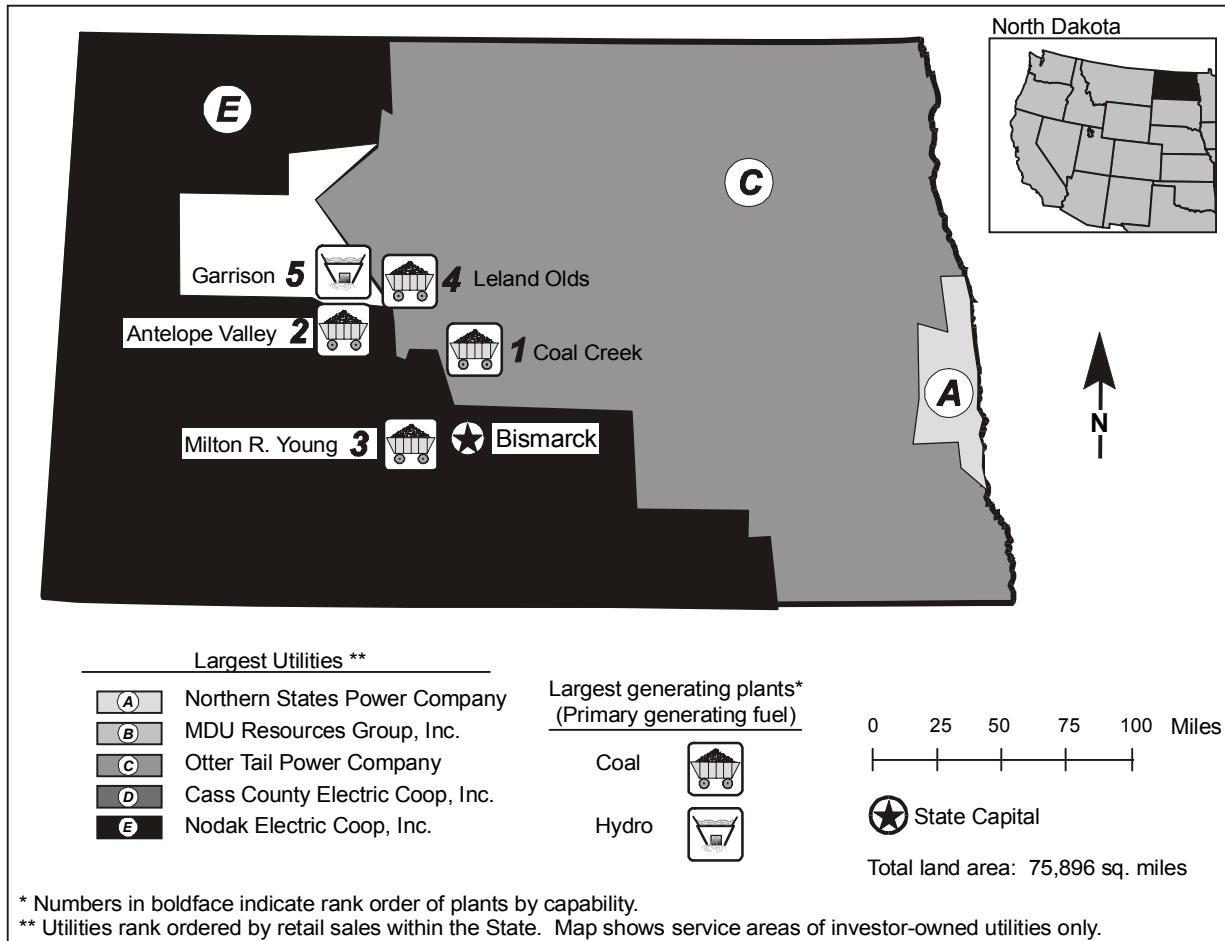 North Dakota
E
C
Garrison 5
4 Leland Olds
Antelope Valley 2
1 Coal Creek
A
N
Milton R. Young 3
Bismarck
Largest Utilities **
A Northern States Power Company
B MDU Resources Group, Inc.
C Otter Tail Power Company
D Cass County Electric Coop, Inc.
E Nodak Electric Coop, Inc.
Largest generating plants*
(Primary generating fuel)
Coal
Hydro
0 25 50 75 100 Miles
State Capital
Total land area: 75,896 sq. miles
* Numbers in boldface indicate rank order of plants by capability.
** Utilities rank ordered by retail sales within the State. Map shows service areas of investor-owned utilities only.